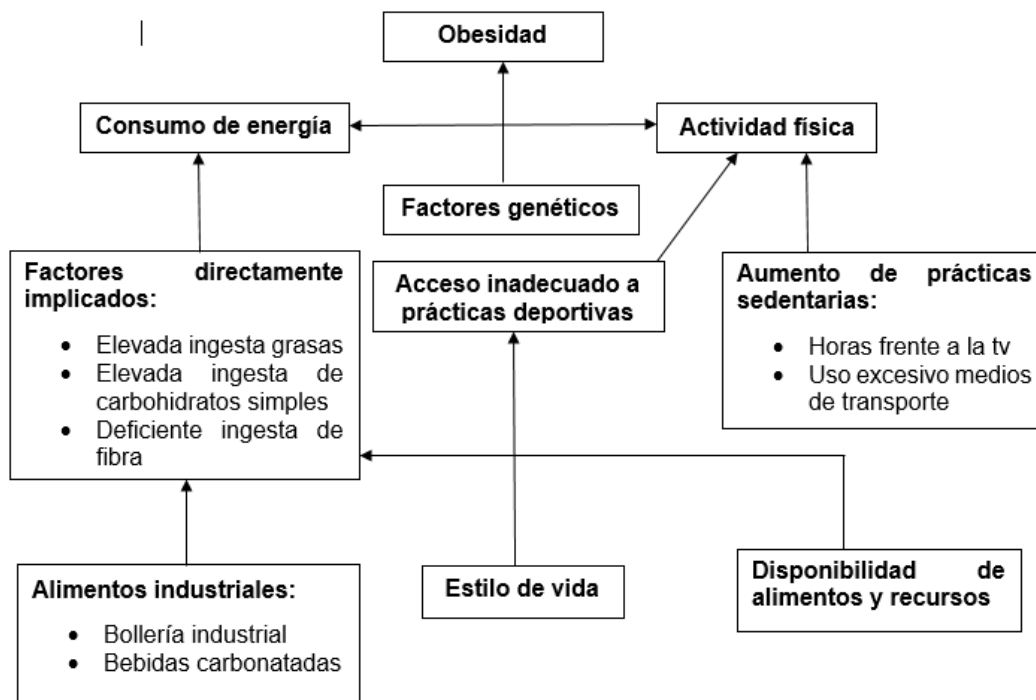 Obesidad
Consumo de energía
Actividad física
Factores genéticos
Factores directamente
implicados:
• Elevada ingesta grasas
• Elevada ingesta de
carbohidratos simples
• Deficiente ingesta de
fibra
Acceso inadecuado a
prácticas deportivas
Aumento de prácticas
sedentarias:
• Horas frente a la tv
• Uso excesivo medios
de transporte
Alimentos industriales:
• Bollería industrial
• Bebidas carbonatadas
Estilo de vida
Disponibilidad de
alimentos y recursos